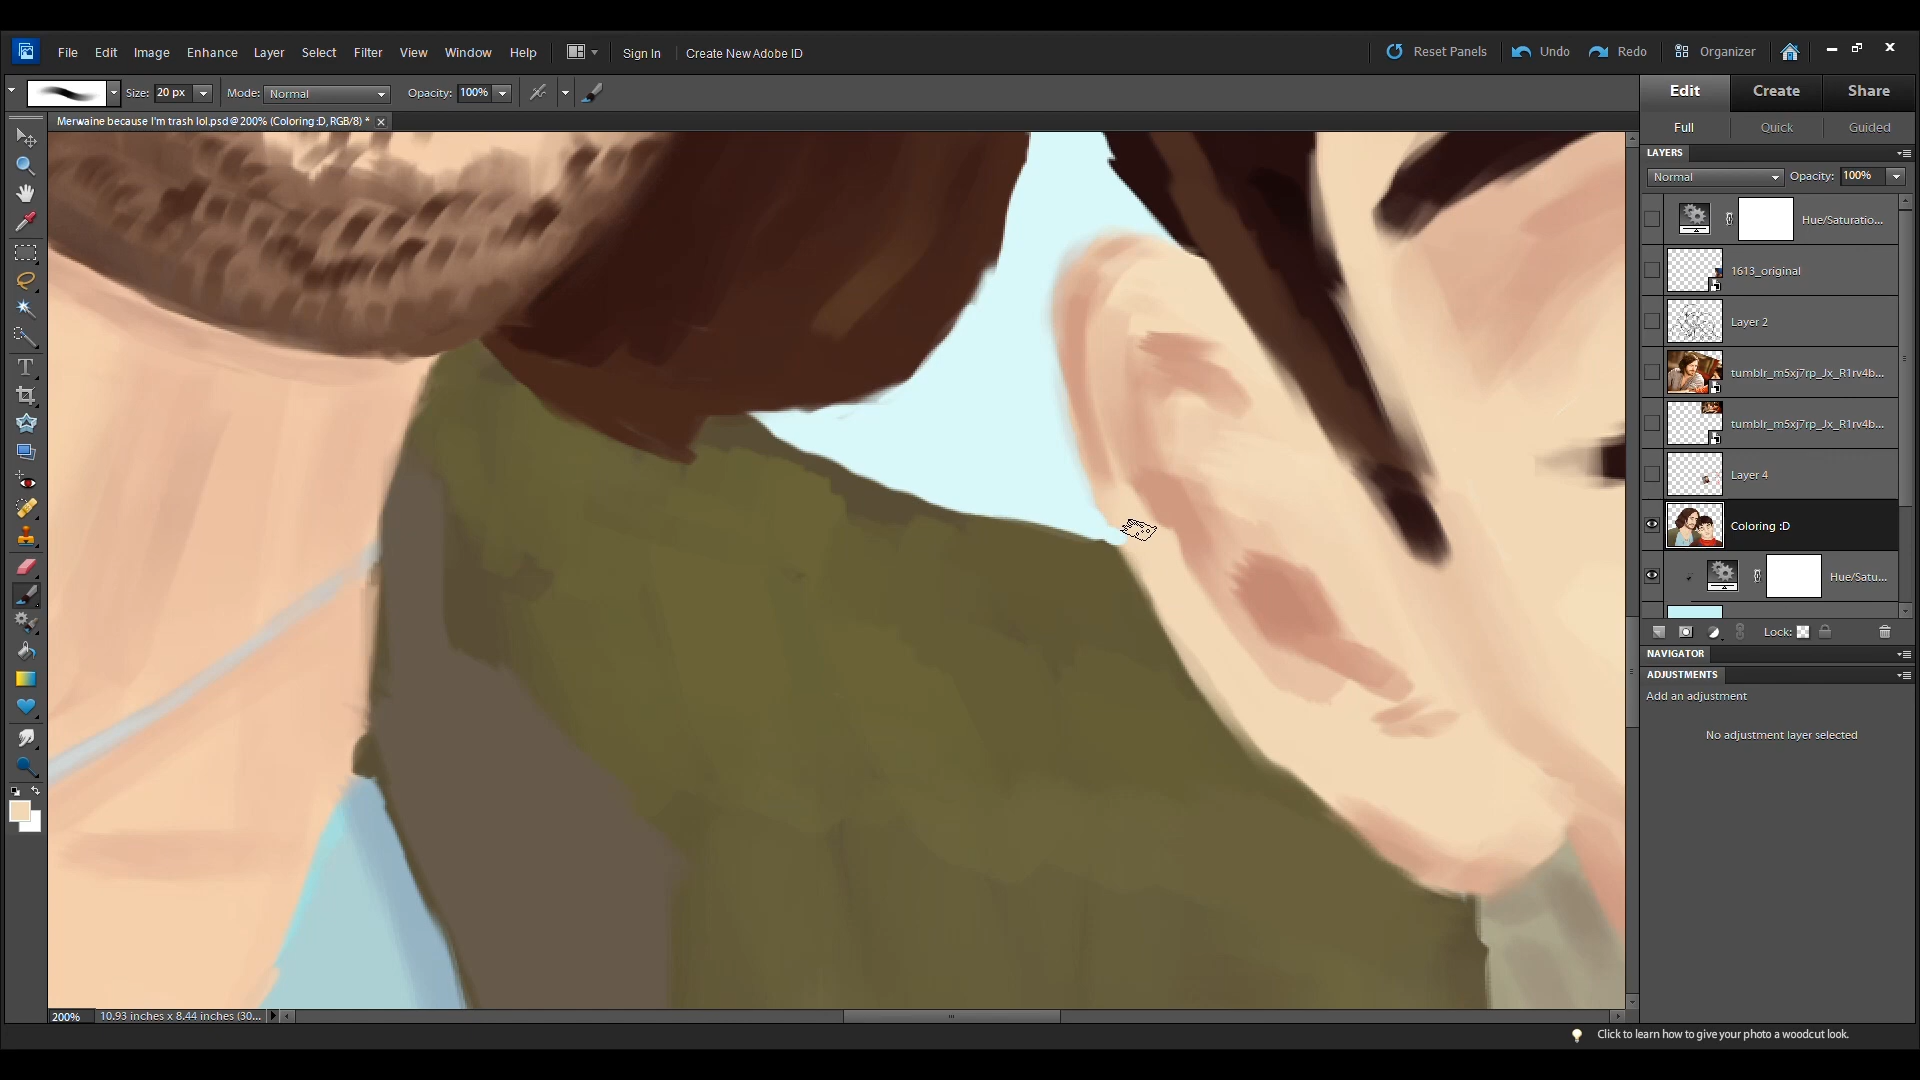 File Edit Image Enhance Layer Select Filter View Window Help Sign In Create New Adobe ID Reset Panels Undo Redo Organizer
Size: 20 px Mode: Normal Opacity: 100% Edit Create Share
Merwaine because I'm trash lol.psd @ 200% (Coloring :D, RGB/8) *
Full Quick Guided
LAYERS
Normal Opacity: 100%
Hue/Saturatio...
1613_original
Layer 2
tumblr_m5xj7rp_Jx_R1rv4b...
tumblr_m5xj7rp_Jx_R1rv4b...
Layer 4
Coloring :D
Hue/Satu...
Lock:
NAVIGATOR
ADJUSTMENTS
Add an adjustment
No adjustment layer selected
200% 10.93 inches x 8.44 inches (30...
Click to learn how to give your photo a woodcut look.